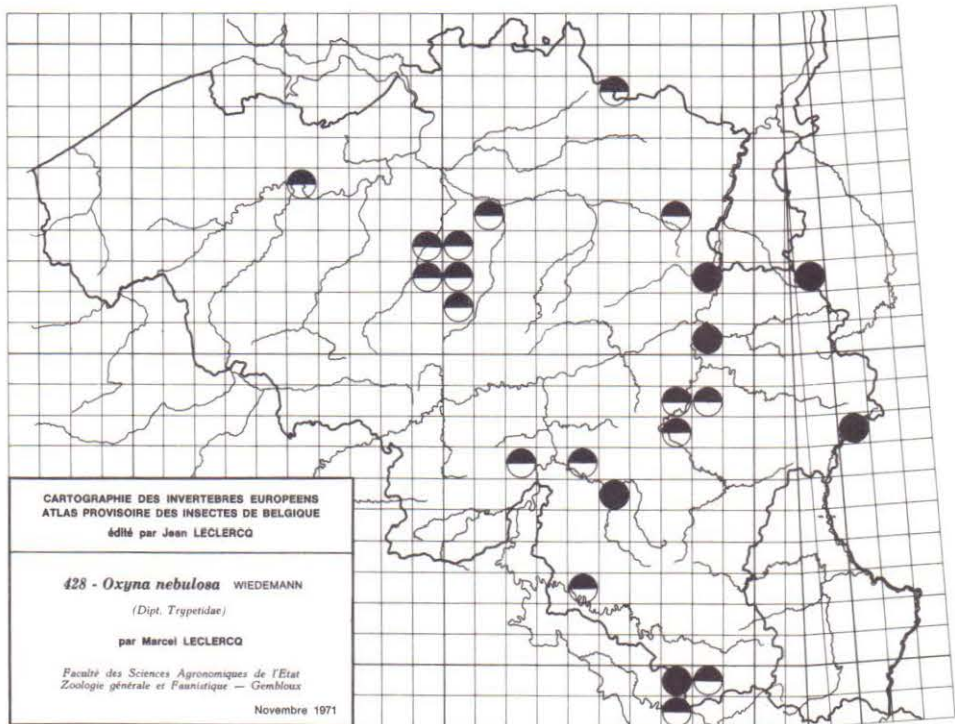 CARTOGRAPHIE DES INVERTEBRES EUROPEENS
ATLAS PROVISOIRE DES INSECTES DE BELGIQUE
édité par Jean LECLERCQ
428 - Oxyna nebulosa WIEDEMANN
(Dipt. Trypetidae)
par Marcel LECLERCQ
Faculté des Sciences Agronomiques de l'Etat
Zoologie générale et Faunistique — Gembloux
Novembre 1971